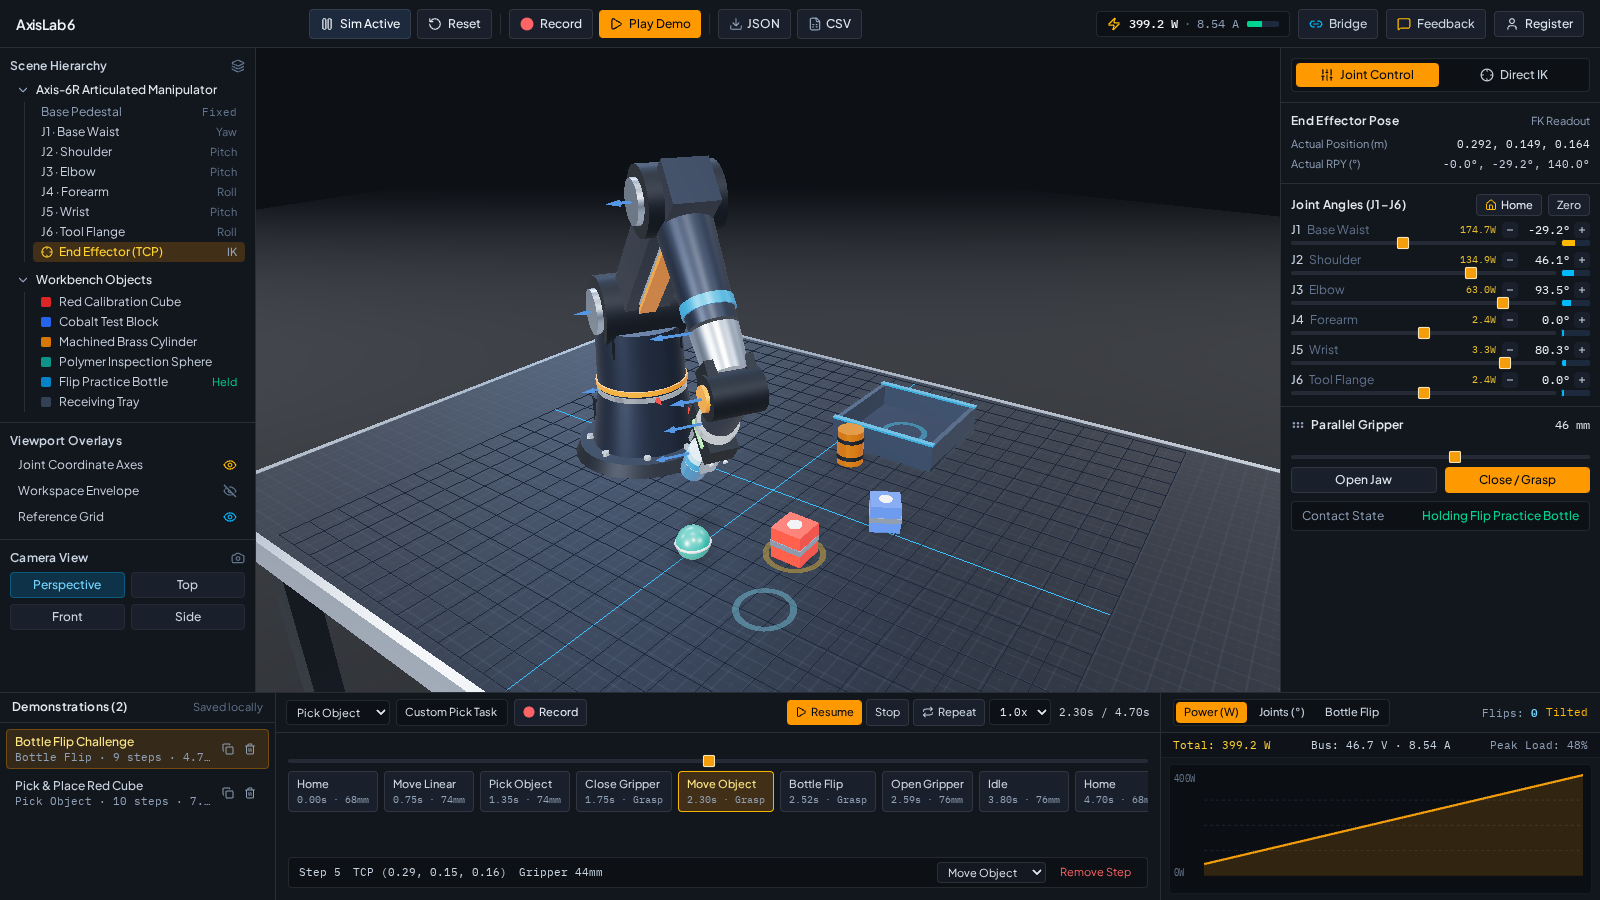 AxisLab6
Sim Active
Reset
Record
Play Demo
JSON
CSV
399.2 W · 8.54 A
Bridge
Feedback
Register
Scene Hierarchy
Axis-6R Articulated Manipulator
Base Pedestal Fixed
J1 · Base Waist Yaw
J2 · Shoulder Pitch
J3 · Elbow Pitch
J4 · Forearm Roll
J5 · Wrist Pitch
J6 · Tool Flange Roll
End Effector (TCP) IK
Workbench Objects
Red Calibration Cube
Cobalt Test Block
Machined Brass Cylinder
Polymer Inspection Sphere
Flip Practice Bottle Held
Receiving Tray
Viewport Overlays
Joint Coordinate Axes
Workspace Envelope
Reference Grid
Camera View
Perspective
Top
Front
Side
Joint Control
Direct IK
End Effector Pose FK Readout
Actual Position (m) 0.292, 0.149, 0.164
Actual RPY (°) -0.0°, -29.2°, 140.0°
Joint Angles (J1–J6) Home Zero
J1 Base Waist 174.7W − -29.2° +
J2 Shoulder 134.9W − 46.1° +
J3 Elbow 63.0W − 93.5° +
J4 Forearm 2.4W − 0.0° +
J5 Wrist 3.3W − 80.3° +
J6 Tool Flange 2.4W − 0.0° +
Parallel Gripper 46 mm
Open Jaw
Close / Grasp
Contact State Holding Flip Practice Bottle
Demonstrations (2) Saved locally
Bottle Flip Challenge
Bottle Flip · 9 steps · 4.7…
Pick & Place Red Cube
Pick Object · 10 steps · 7.…
Pick Object
Custom Pick Task
Record
Resume
Stop
Repeat
1.0x
2.30s / 4.70s
Home
0.00s · 68mm
Move Linear
0.75s · 74mm
Pick Object
1.35s · 74mm
Close Gripper
1.75s · Grasp
Move Object
2.30s · Grasp
Bottle Flip
2.52s · Grasp
Open Gripper
2.59s · 76mm
Idle
3.80s · 76mm
Home
4.70s · 68m
Step 5 TCP (0.29, 0.15, 0.16) Gripper 44mm
Move Object
Remove Step
Power (W)
Joints (°)
Bottle Flip
Flips: 0 Tilted
Total: 399.2 W
Bus: 46.7 V · 8.54 A
Peak Load: 48%
400W
0W